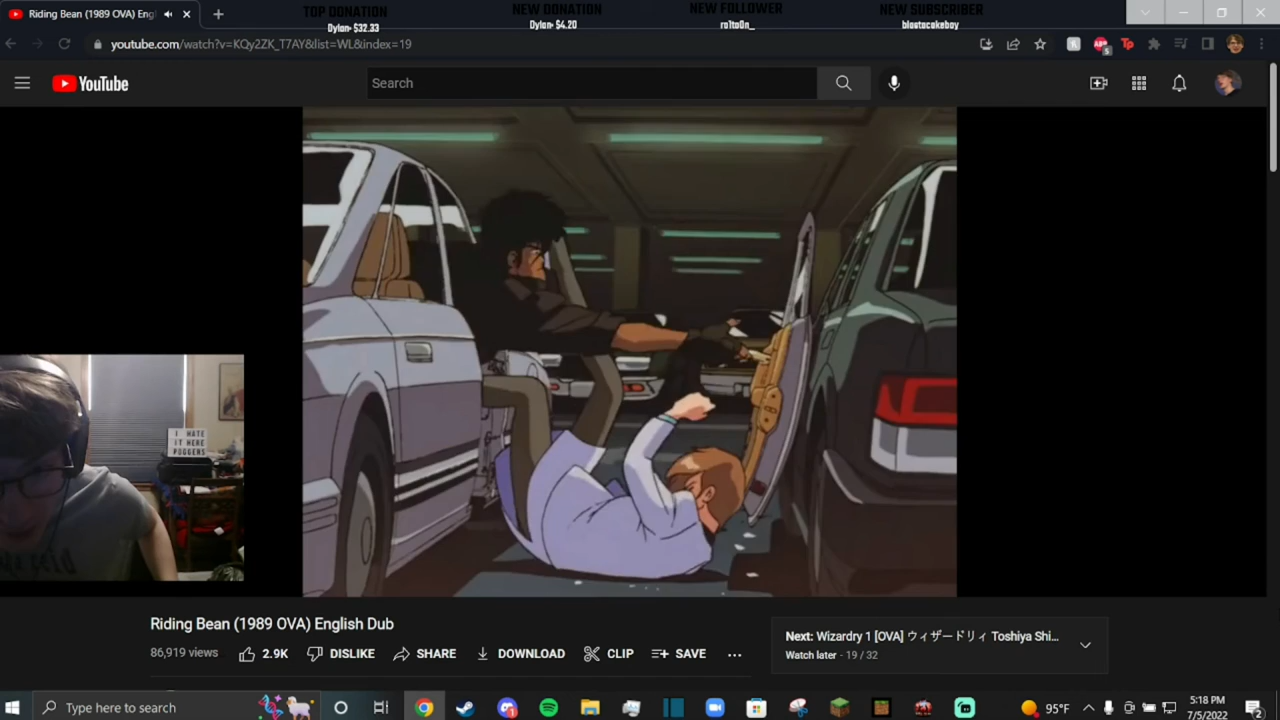 Riding Bean (1989 OVA) Engl
TOP DONATION
Dylan- $32.33
NEW DONATION
Dylan- $4.20
NEW FOLLOWER
ra1to0n_
NEW SUBSCRIBER
blastacakeboy
youtube.com/watch?v=KQy2ZK_T7AY&list=WL&index=19
YouTube
Search
I HATE
IT HERE
POGGERS
Riding Bean (1989 OVA) English Dub
86,919 views
2.9K
DISLIKE
SHARE
DOWNLOAD
CLIP
SAVE
Next: Wizardry 1 [OVA] ウィザードリィ Toshiya Shi...
Watch later - 19 / 32
Type here to search
95°F
5:18 PM
7/5/2022
2